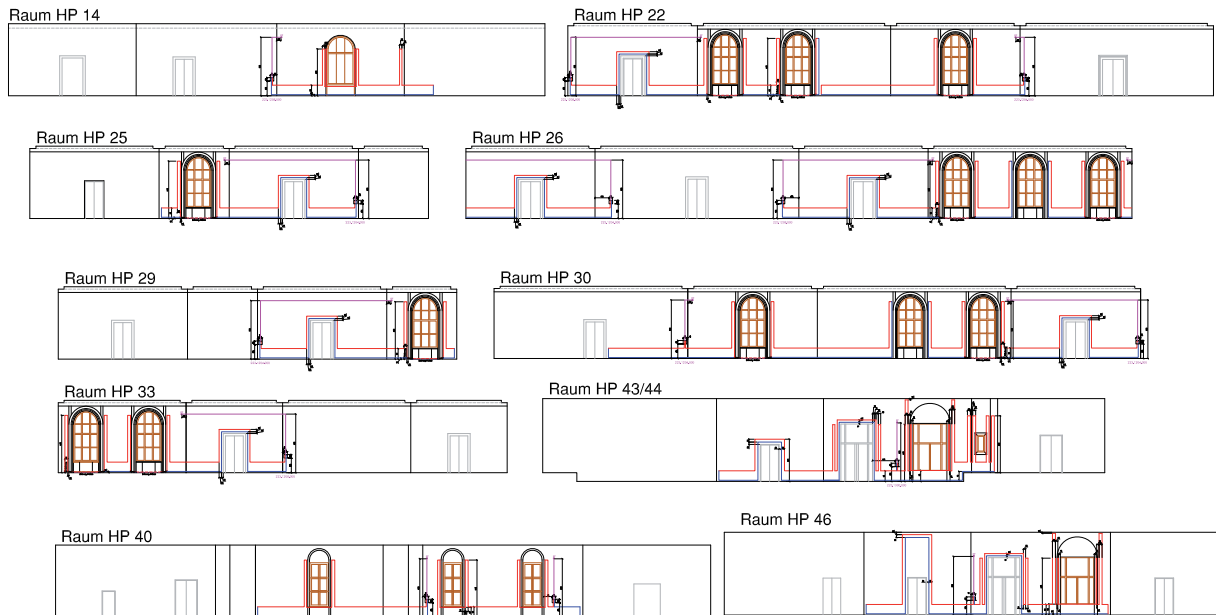 Raum HP 14
Raum HP 22
Raum HP 25
Raum HP 26
Raum HP 29
Raum HP 30
Raum HP 33
Raum HP 43/44
Raum HP 40
Raum HP 46